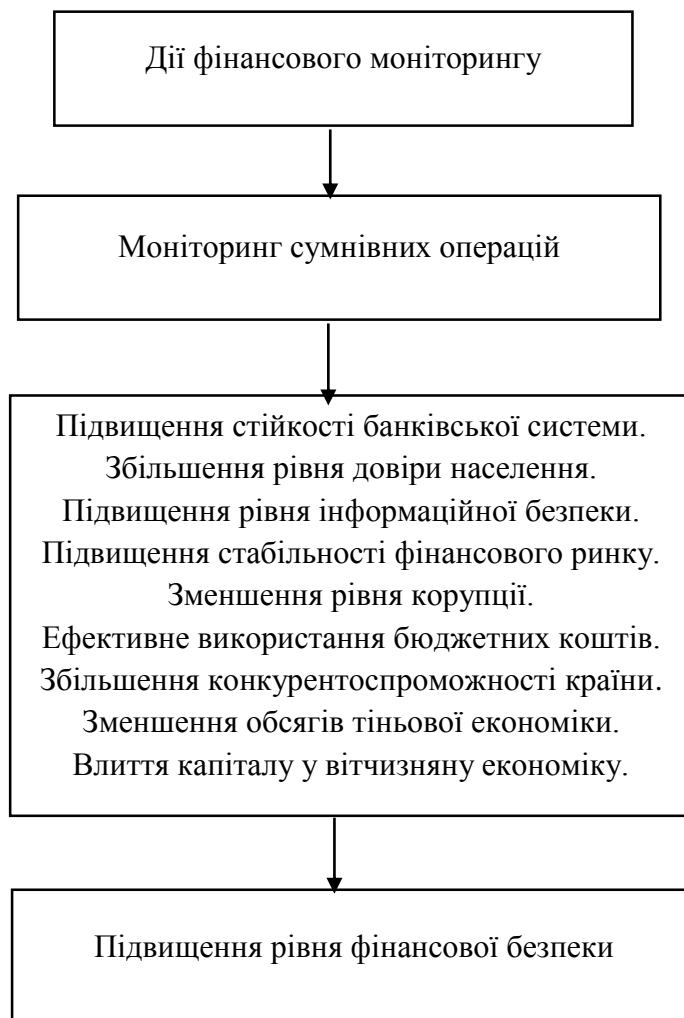 Дії фінансового моніторингу
Моніторинг сумнівних операцій
Підвищення стійкості банківської системи.
Збільшення рівня довіри населення.
Підвищення рівня інформаційної безпеки.
Підвищення стабільності фінансового ринку.
Зменшення рівня корупції.
Ефективне використання бюджетних коштів.
Збільшення конкурентоспроможності країни.
Зменшення обсягів тіньової економіки.
Влиття капіталу у вітчизняну економіку.
Підвищення рівня фінансової безпеки